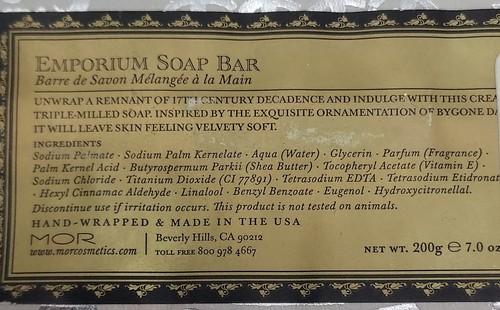 EMPORIUM SOAP BAR
Barre de Savon Mélangée à la Main
UNWRAP A REMNANT OF 17TH CENTURY DECADENCE AND INDULGE WITH THIS
TRIPLE-MILLED SOAP. INSPIRED BY THE EXQUISITE ORNAMENTATION OF BYGONE
IT WILL LEAVE SKIN FEELING VELVETY SOFT.
INGREDIENTS
Sodium Palmate · Sodium Palm Kernelate · Aqua (Water) · Glycerin · Parfum (Fragrance) ·
Palm Kernel Acid · Butyrospermum Parkii (Shea Butter) · Tocopheryl Acetate (Vitamin E) ·
Sodium Chloride · Titanium Dioxide (CI 77891) · Tetrasodium EDTA · Tetrasodium Etidronat
· Hexyl Cinnamac Aldehyde · Linalool · Benzyl Benzoate · Eugenol · Hydroxycitronellal.
Discontinue use if irritation occurs. This product is not tested on animals.
HAND-WRAPPED & MADE IN THE USA
MOR Beverly Hills, CA 90212
www.morcosmetics.com TOLL FREE 800 978 4667 NET WT. 200g ℮ 7.0 oz